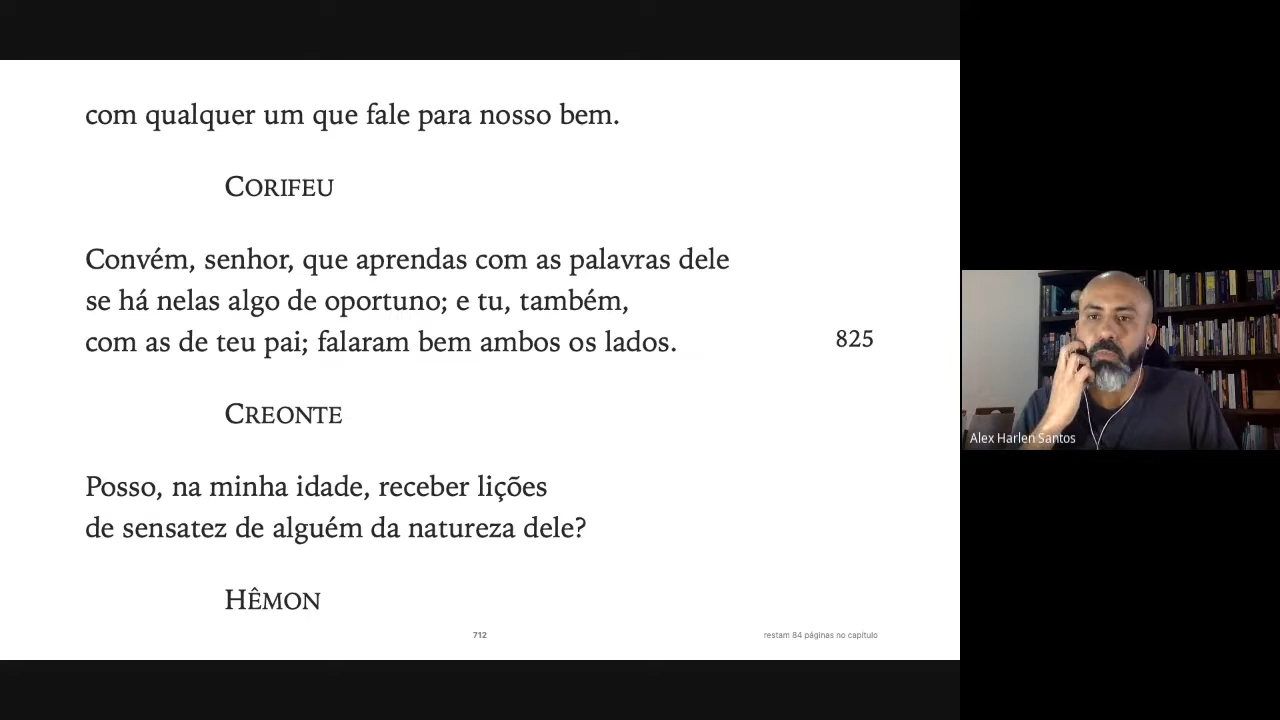 com qualquer um que fale para nosso bem.
CORIFEU
Convém, senhor, que aprendas com as palavras dele
se há nelas algo de oportuno; e tu, também,
com as de teu pai; falaram bem ambos os lados. 825
CREONTE
Posso, na minha idade, receber lições
de sensatez de alguém da natureza dele?
HÊMON
712
restam 84 páginas no capítulo
Alex Harlen Santos